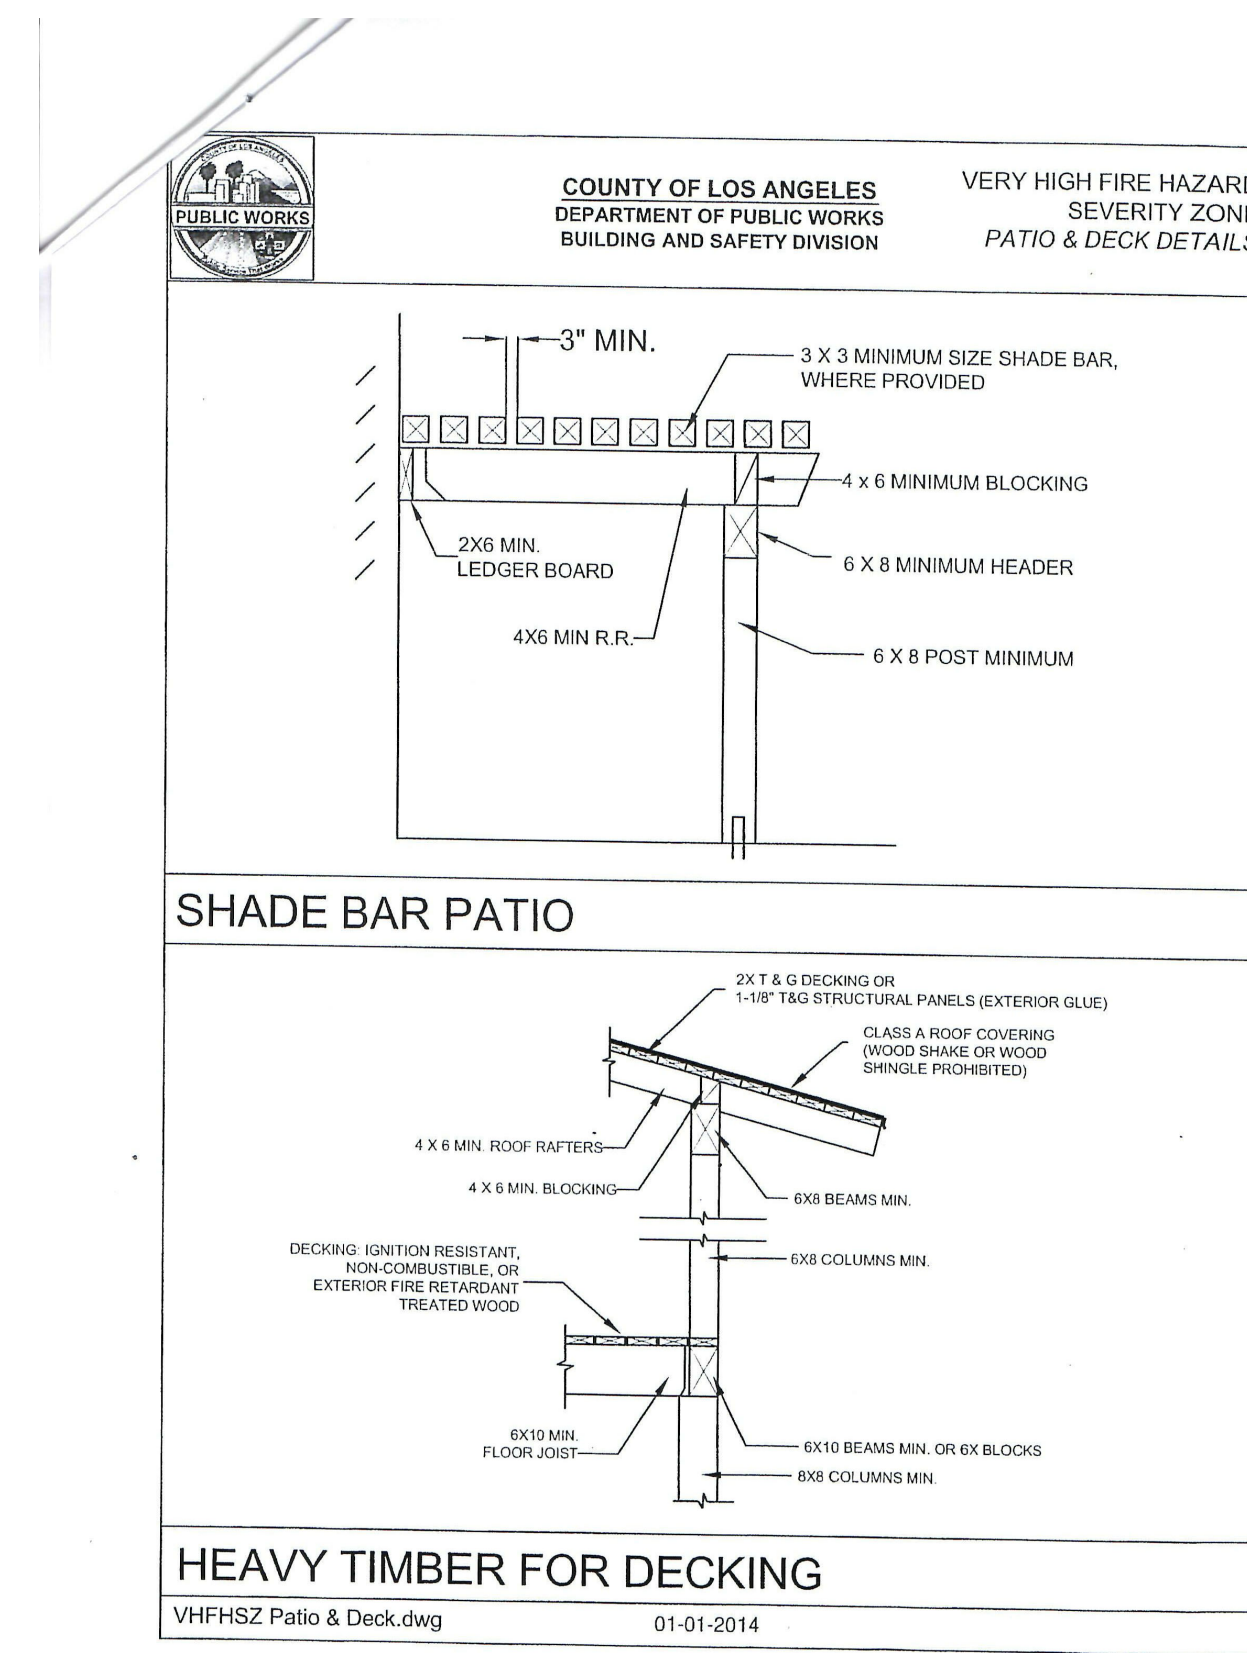 COUNTY OF LOS ANGELES
PUBLIC WORKS
COUNTY OF LOS ANGELES
DEPARTMENT OF PUBLIC WORKS
BUILDING AND SAFETY DIVISION
VERY HIGH FIRE HAZARD
SEVERITY ZON
PATIO & DECK DETAILS
3" MIN.
3 X 3 MINIMUM SIZE SHADE BAR,
WHERE PROVIDED
4 x 6 MINIMUM BLOCKING
2X6 MIN.
LEDGER BOARD
6 X 8 MINIMUM HEADER
4X6 MIN R.R.
6 X 8 POST MINIMUM
SHADE BAR PATIO
2X T & G DECKING OR
1-1/8" T&G STRUCTURAL PANELS (EXTERIOR GLUE)
CLASS A ROOF COVERING
(WOOD SHAKE OR WOOD
SHINGLE PROHIBITED)
4 X 6 MIN. ROOF RAFTERS
4 X 6 MIN. BLOCKING
6X8 BEAMS MIN.
DECKING: IGNITION RESISTANT,
NON-COMBUSTIBLE, OR
EXTERIOR FIRE RETARDANT
TREATED WOOD
6X8 COLUMNS MIN.
6X10 MIN.
FLOOR JOIST
6X10 BEAMS MIN. OR 6X BLOCKS
8X8 COLUMNS MIN.
HEAVY TIMBER FOR DECKING
VHFHSZ Patio & Deck.dwg
01-01-2014